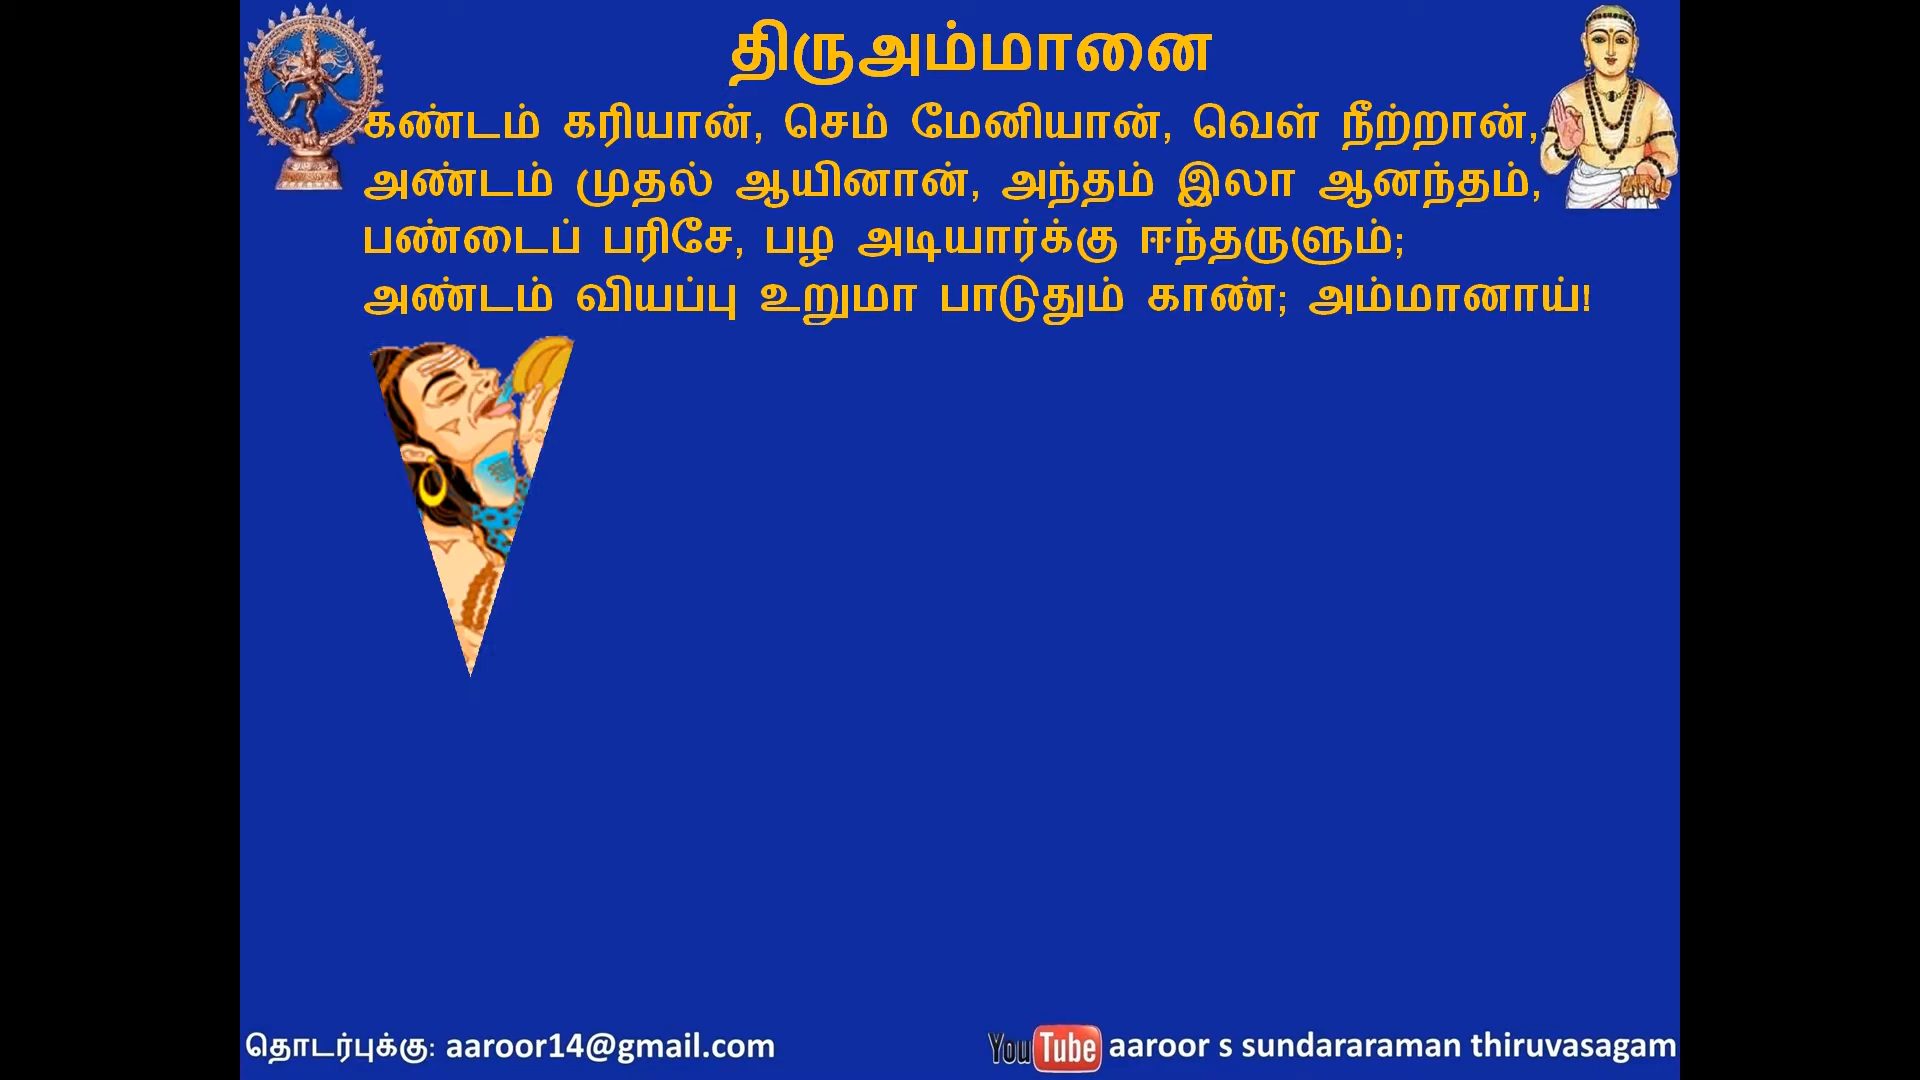 திருஅம்மானை
கண்டம் கரியான், செம் மேனியான், வெள் நீற்றான்,
அண்டம் முதல் ஆயினான், அந்தம் இலா ஆனந்தம்,
பண்டைப் பரிசே, பழ அடியார்க்கு ஈந்தருளும்;
அண்டம் வியப்பு உறுமா பாடுதும் காண்; அம்மானாய்!
தொடர்புக்கு: aaroor14@gmail.com
YouTube aaroor s sundararaman thiruvasagam